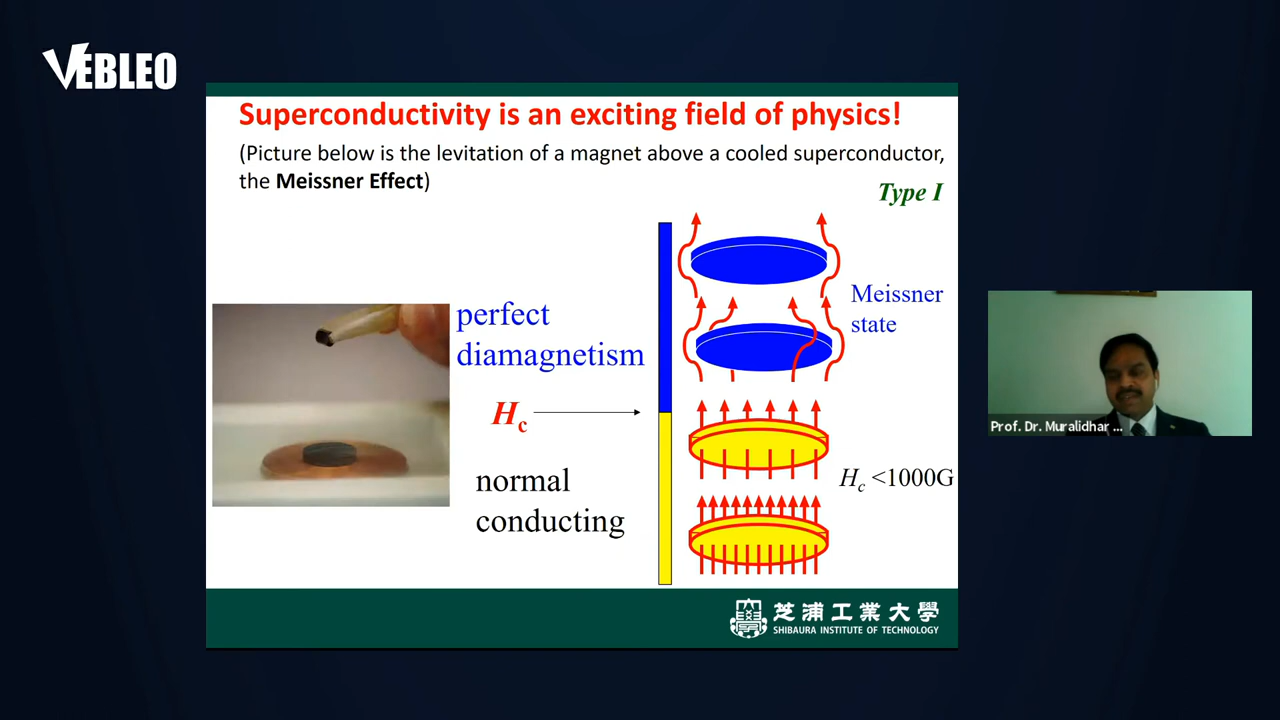 VEBLEO
Superconductivity is an exciting field of physics!
(Picture below is the levitation of a magnet above a cooled superconductor,
the Meissner Effect)
Type I
perfect
diamagnetism
Hc
normal
conducting
Meissner
state
Hc <1000G
芝浦工業大學
SHIBAURA INSTITUTE OF TECHNOLOGY
Prof. Dr. Muralidhar ...